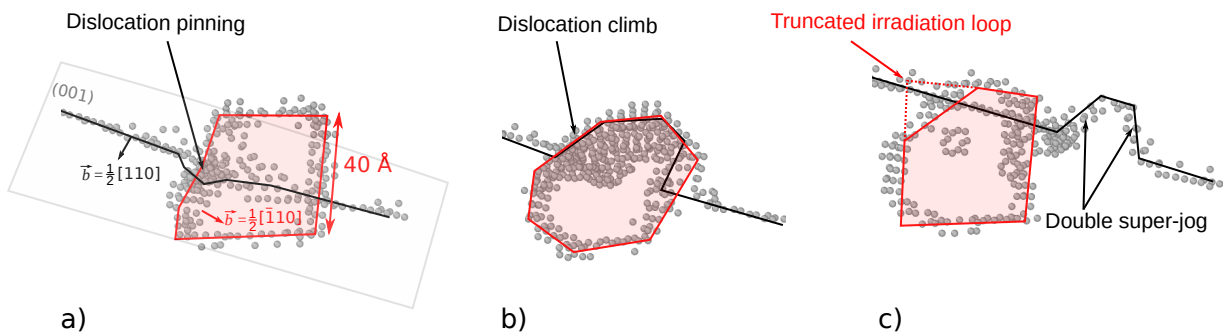 Dislocation pinning
(001)
b⃗ = ½[110]
40 Å
b⃗ = ½[1̄10]
a)
Dislocation climb
b)
Truncated irradiation loop
Double super-jog
c)